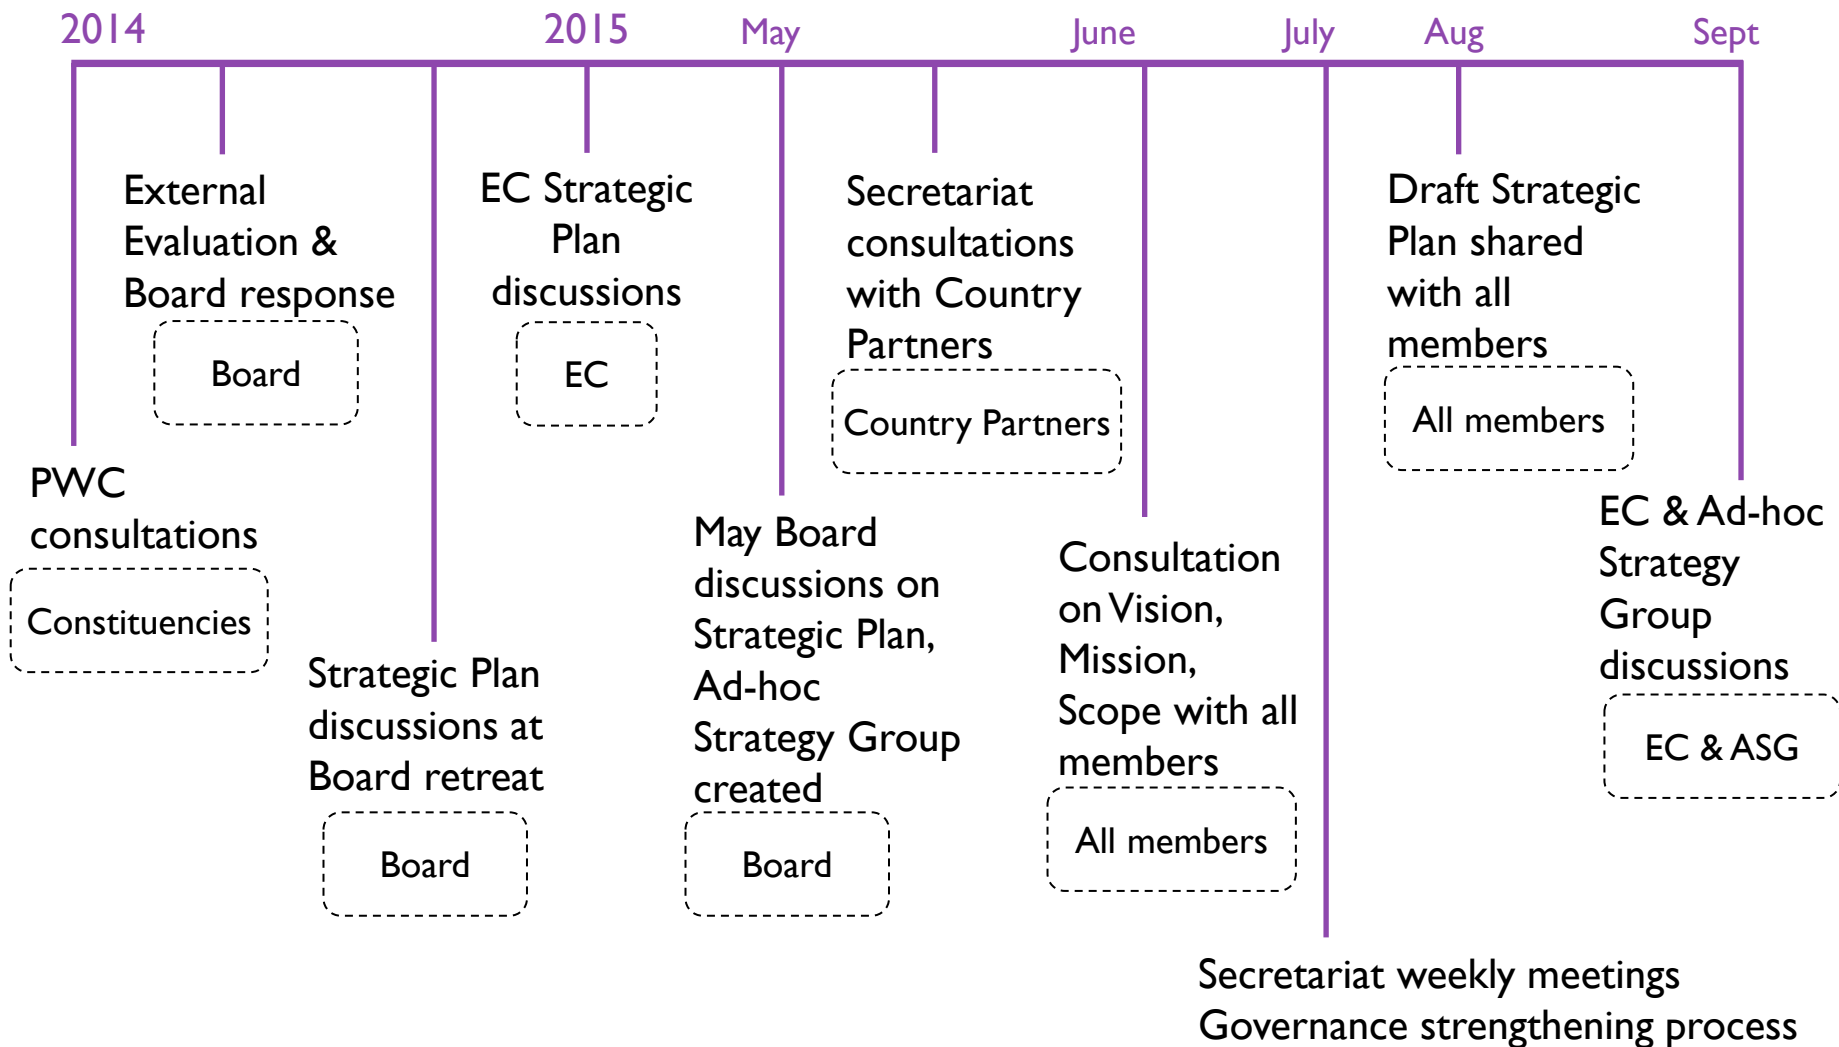 2014
2015
May
June
July
Aug
Sept
External
Evaluation &
Board response
Board
EC Strategic
Plan
discussions
EC
Secretariat
consultations
with Country
Partners
Country Partners
Draft Strategic
Plan shared
with all
members
All members
PWC
consultations
Constituencies
Strategic Plan
discussions at
Board retreat
Board
May Board
discussions on
Strategic Plan,
Ad-hoc
Strategy Group
created
Board
Consultation
on Vision,
Mission,
Scope with all
members
All members
EC & Ad-hoc
Strategy
Group
discussions
EC & ASG
Secretariat weekly meetings
Governance strengthening process